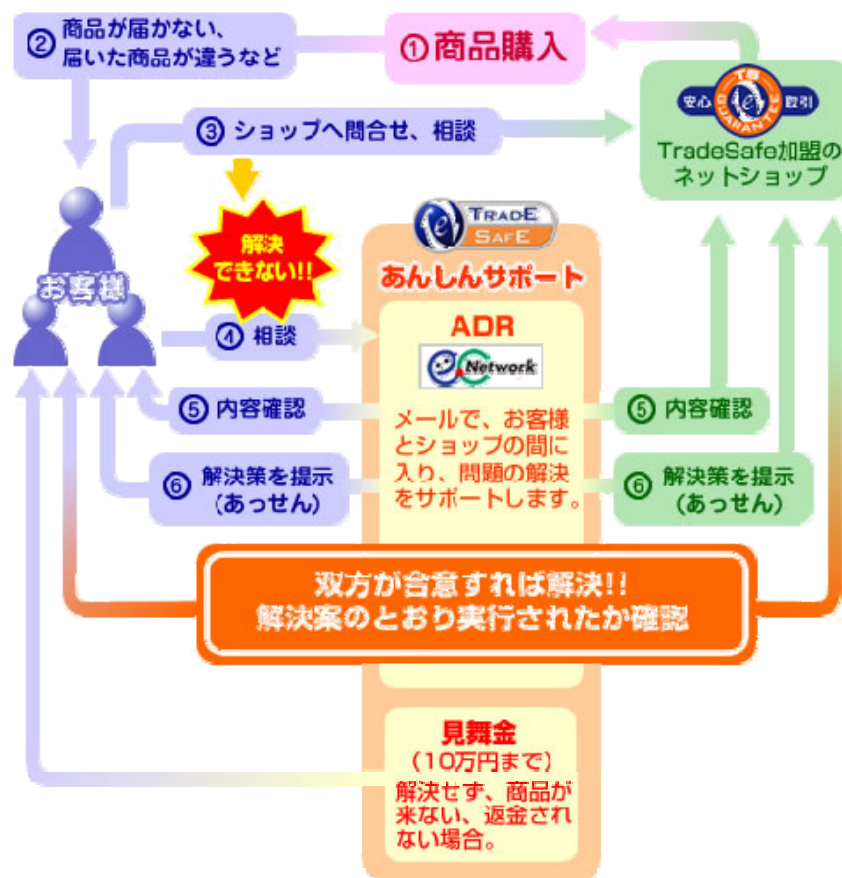 ①商品購入
②商品が届かない、
届いた商品が違うなど
③ショップへ問合せ、相談
安心
TS
e
GUARANTEE
取引
TradeSafe加盟の
ネットショップ
解決
できない!!
お客様
e
TRADE
SAFE
あんしんサポート
④相談
ADR
e.Network
メールで、お客様
とショップの間に
入り、問題の解決
をサポートします。
⑤内容確認
⑤内容確認
⑥解決策を提示
(あっせん)
⑥解決策を提示
(あっせん)
双方が合意すれば解決!!
解決案のとおり実行されたか確認
見舞金
(10万円まで)
解決せず、商品が
来ない、返金され
ない場合。